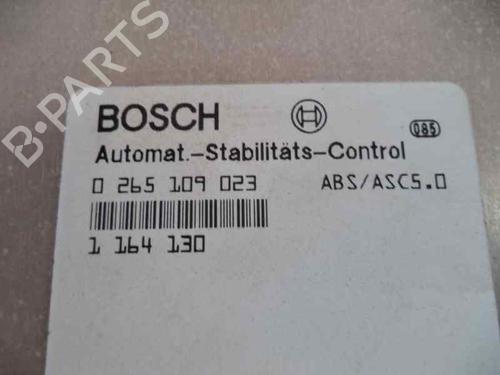 BOSCH
085
Automat.-Stabilitäts-Control
0 265 109 023 ABS/ASC5.0
1 164 130
B-PARTS